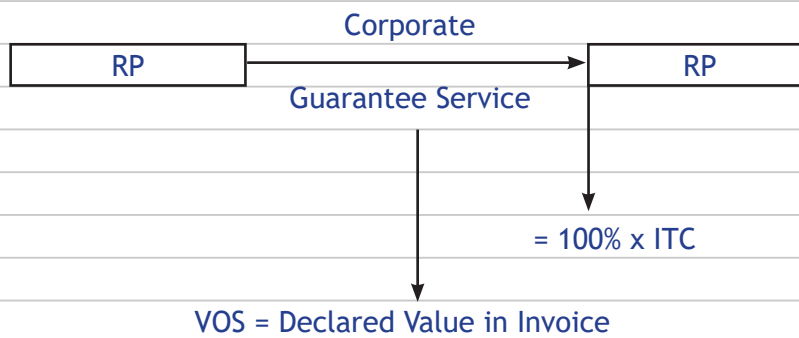 Corporate
RP
RP
Guarantee Service
= 100% x ITC
VOS = Declared Value in Invoice